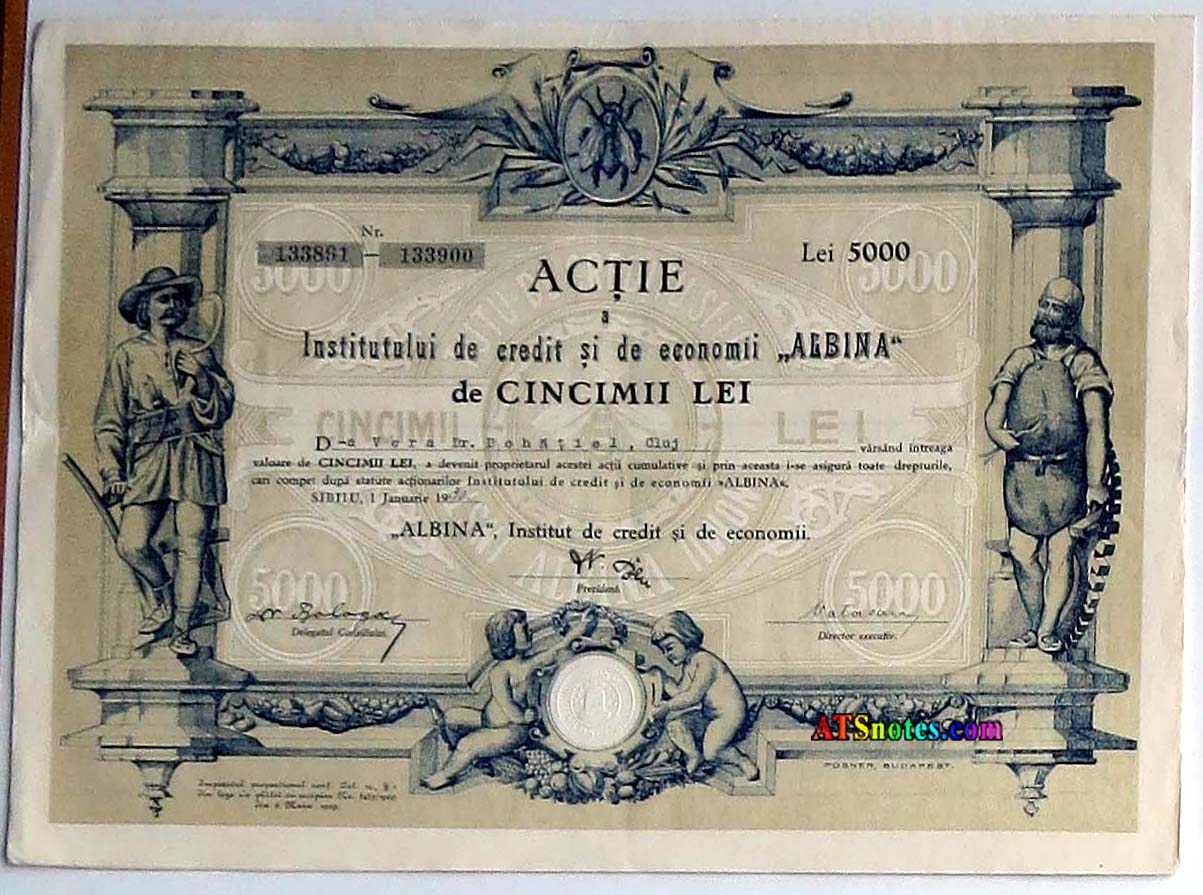 Nr.
133891 — 133900
Lei 5000
5000
5000
ACȚIE
a
Institutului de credit și de economii „ALBINA“
de CINCIMII LEI
CINCIMII LEI
D-a Vera Dr. Bohățiel, Cluj vărsând întreaga
valoare de CINCIMII LEI, a devenit proprietarul acestei acții cumulative și prin aceasta i-se asigură toate drepturile,
cari compet după statute acționarilor Institutului de credit și de economii »ALBINA«.
SIBIIU, 1 Januarie 19
„ALBINA“, Institut de credit și de economii.
Prezident.
5000
5000
Delegatul Consiliului.
Director executiv.
ATSnotes.com
POSNER, BUDAPEST.